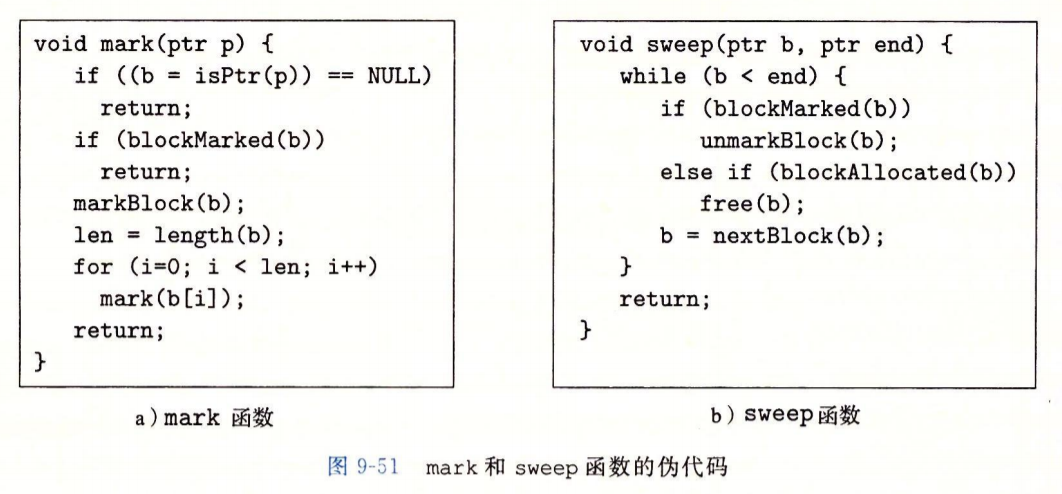 void mark(ptr p) {
if ((b = isPtr(p)) == NULL)
return;
if (blockMarked(b))
return;
markBlock(b);
len = length(b);
for (i=0; i < len; i++)
mark(b[i]);
return;
}
a) mark 函数
void sweep(ptr b, ptr end) {
while (b < end) {
if (blockMarked(b))
unmarkBlock(b);
else if (blockAllocated(b))
free(b);
b = nextBlock(b);
}
return;
}
b) sweep函数
图 9-51 mark 和 sweep 函数的伪代码